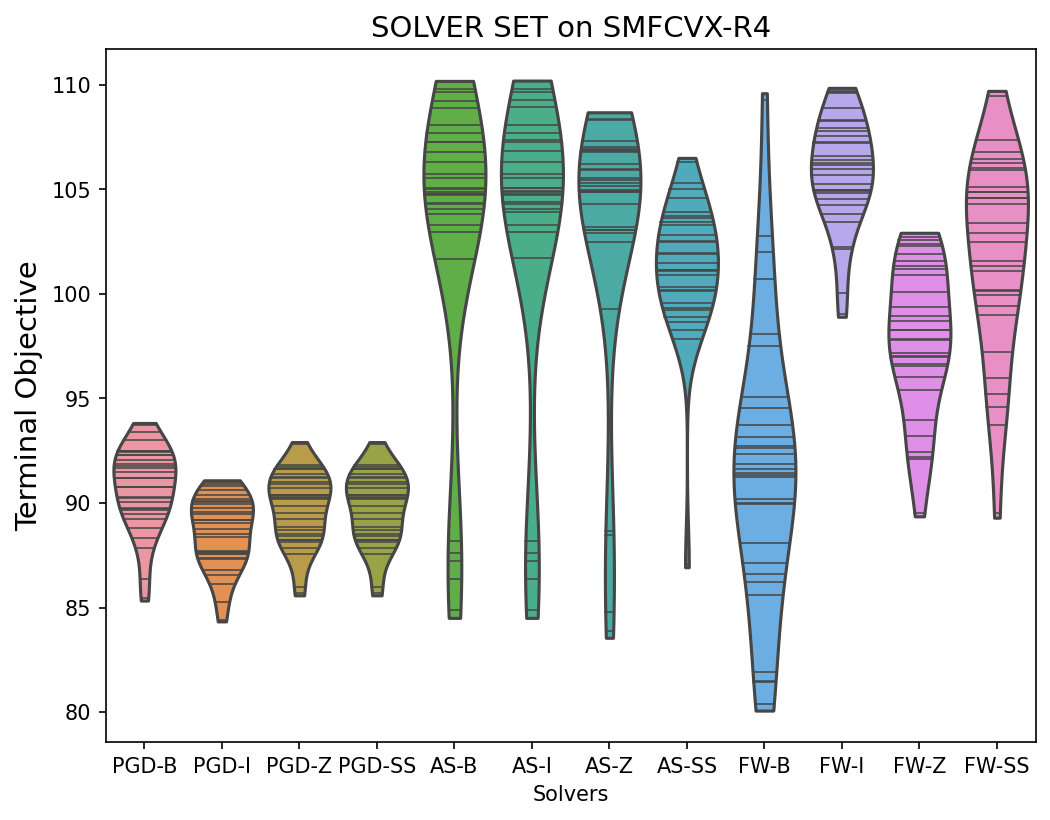 SOLVER SET on SMFCVX-R4
Terminal Objective
110
105
100
95
90
85
80
PGD-B PGD-I PGD-Z PGD-SS AS-B AS-I AS-Z AS-SS FW-B FW-I FW-Z FW-SS
Solvers